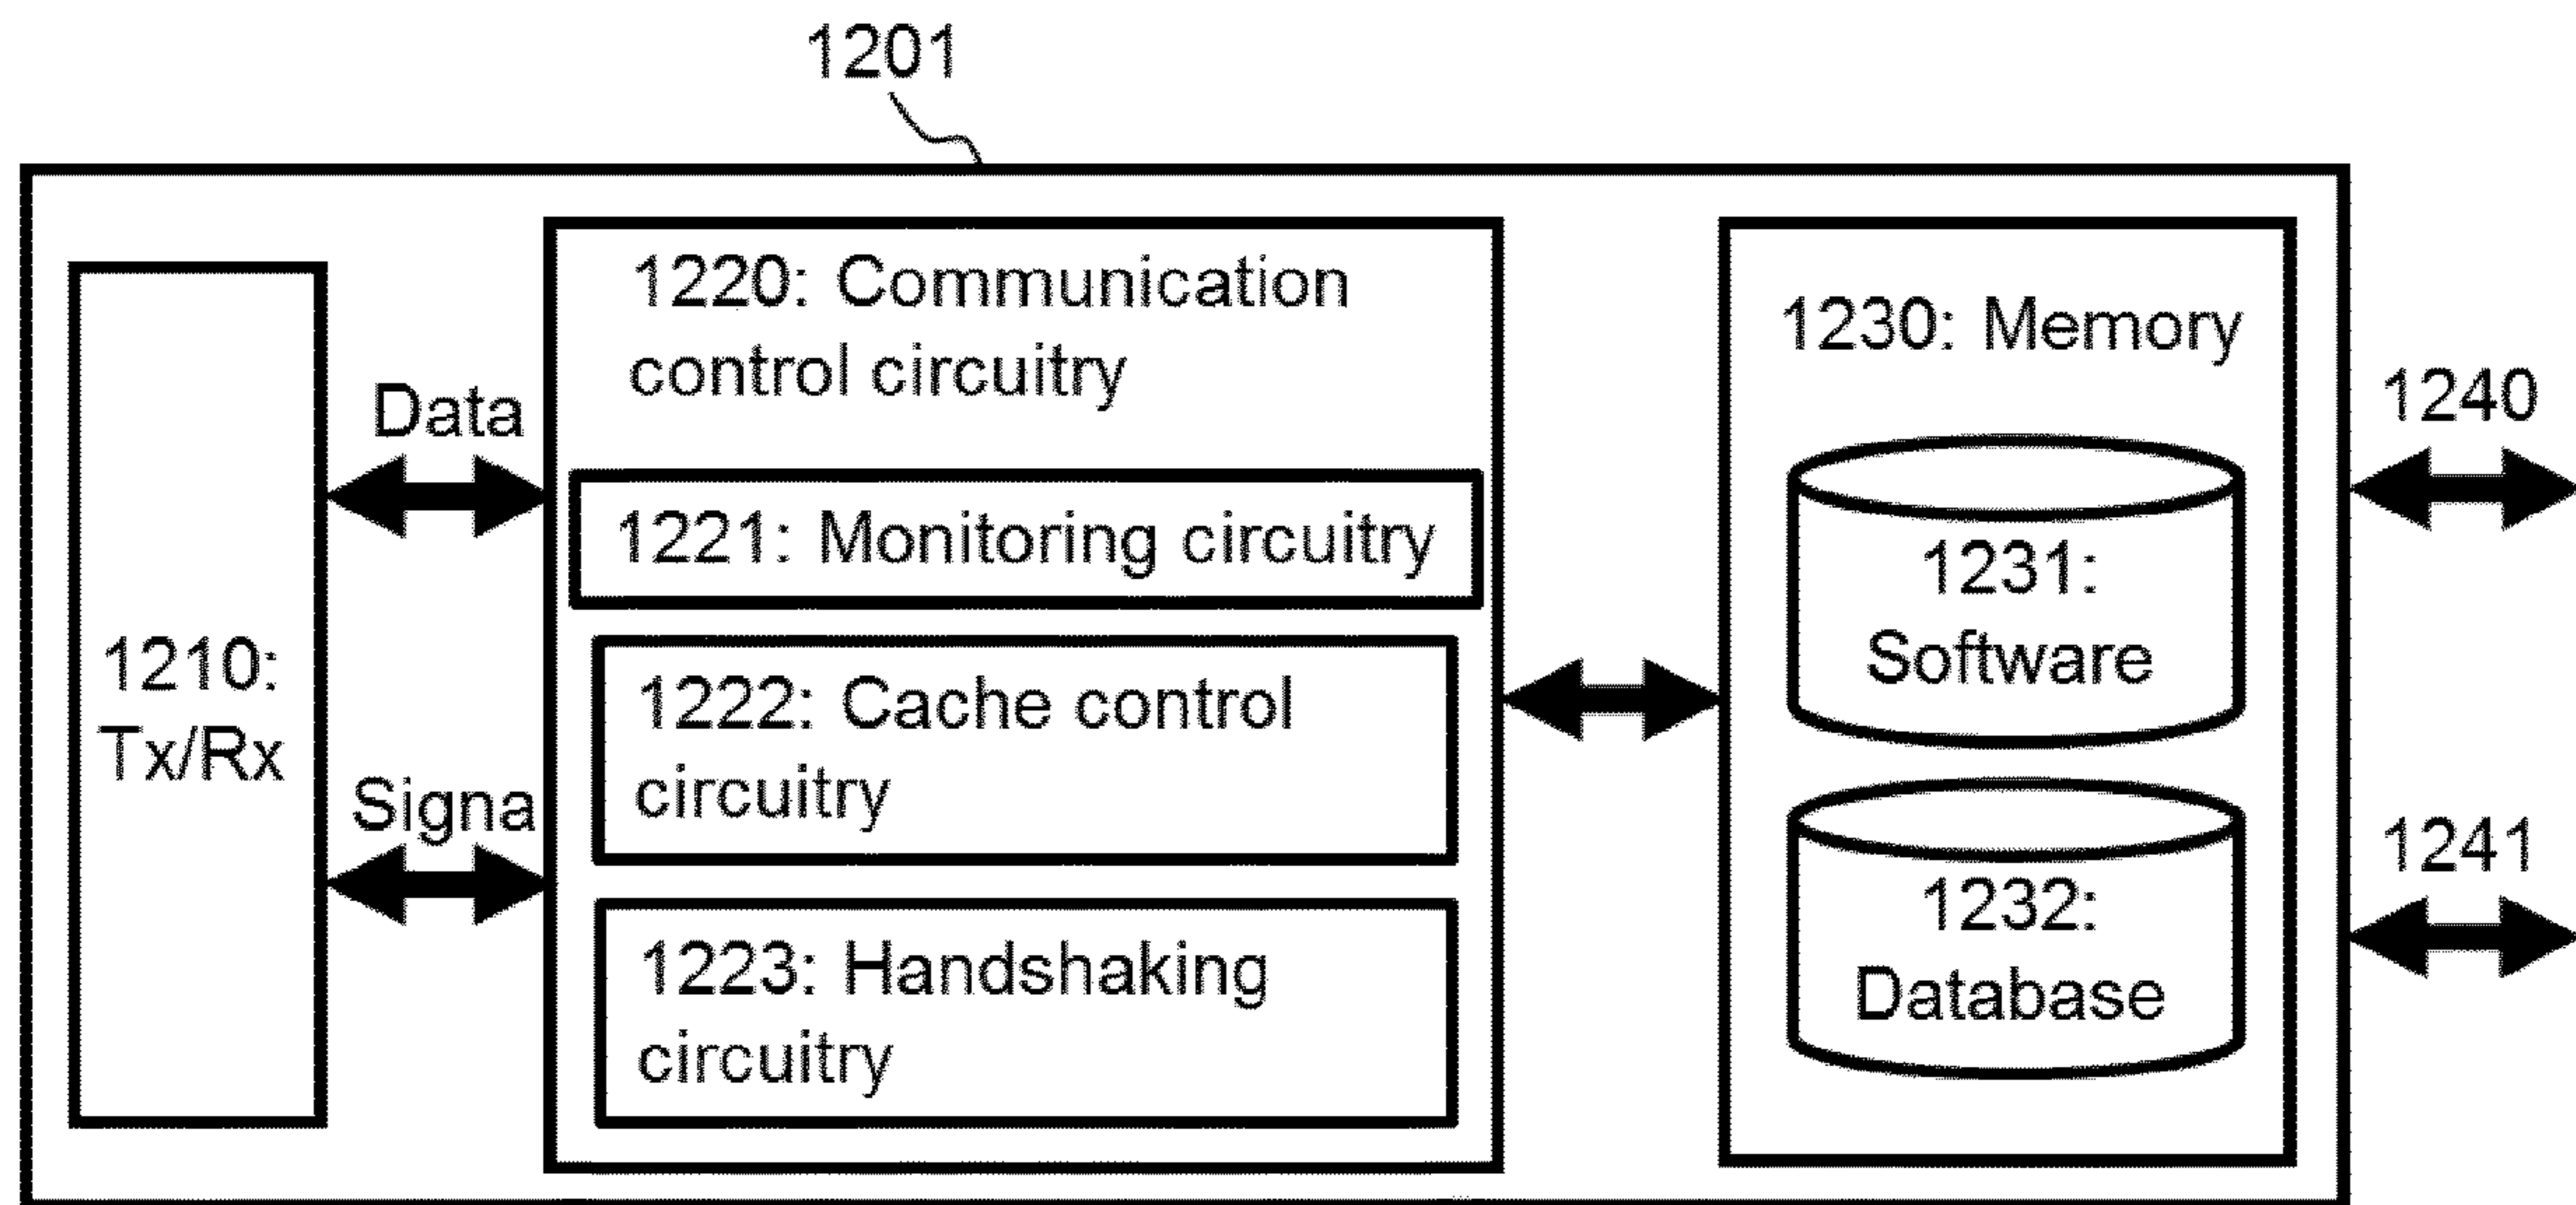 1201
1220: Communication
control circuitry
1230: Memory
1240
Data
1221: Monitoring circuitry
1231:
Software
1210:
Tx/Rx
1222: Cache control
circuitry
Signa
1241
1232:
Database
1223: Handshaking
circuitry